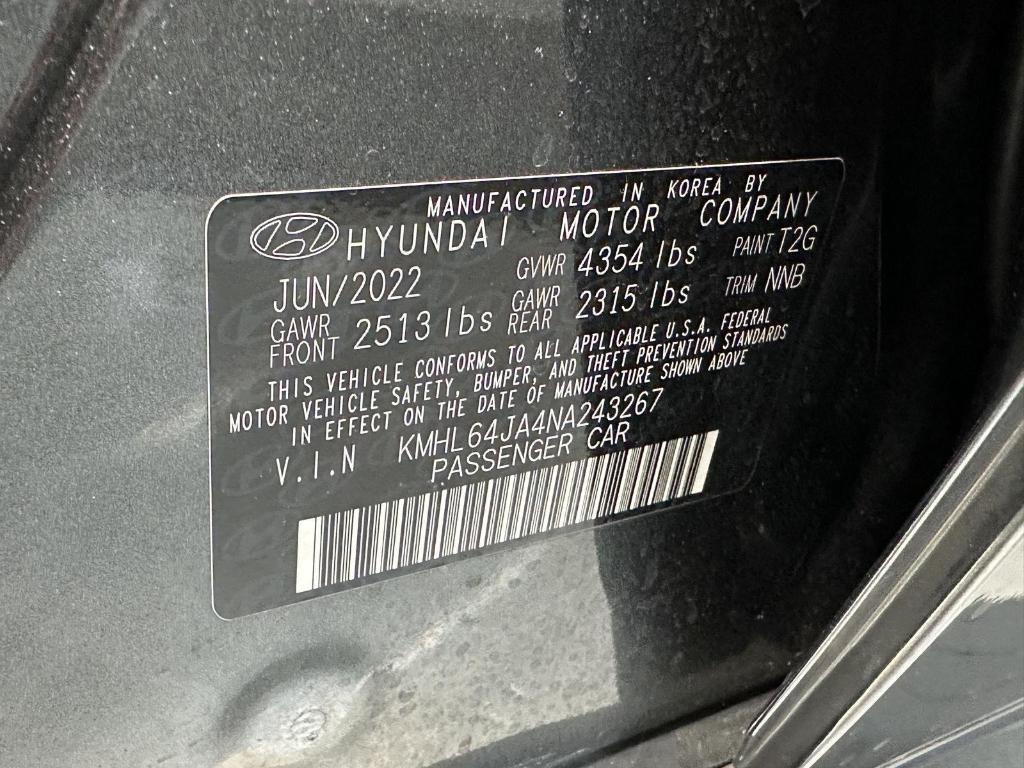 MANUFACTURED IN KOREA BY
HYUNDAI MOTOR COMPANY
JUN/2022 GVWR 4354 lbs PAINT T2G
GAWR FRONT 2513 lbs GAWR REAR 2315 lbs TRIM NNB
THIS VEHICLE CONFORMS TO ALL APPLICABLE U.S.A. FEDERAL
MOTOR VEHICLE SAFETY, BUMPER, AND THEFT PREVENTION STANDARDS
IN EFFECT ON THE DATE OF MANUFACTURE SHOWN ABOVE
V.I.N KMHL64JA4NA243267
PASSENGER CAR